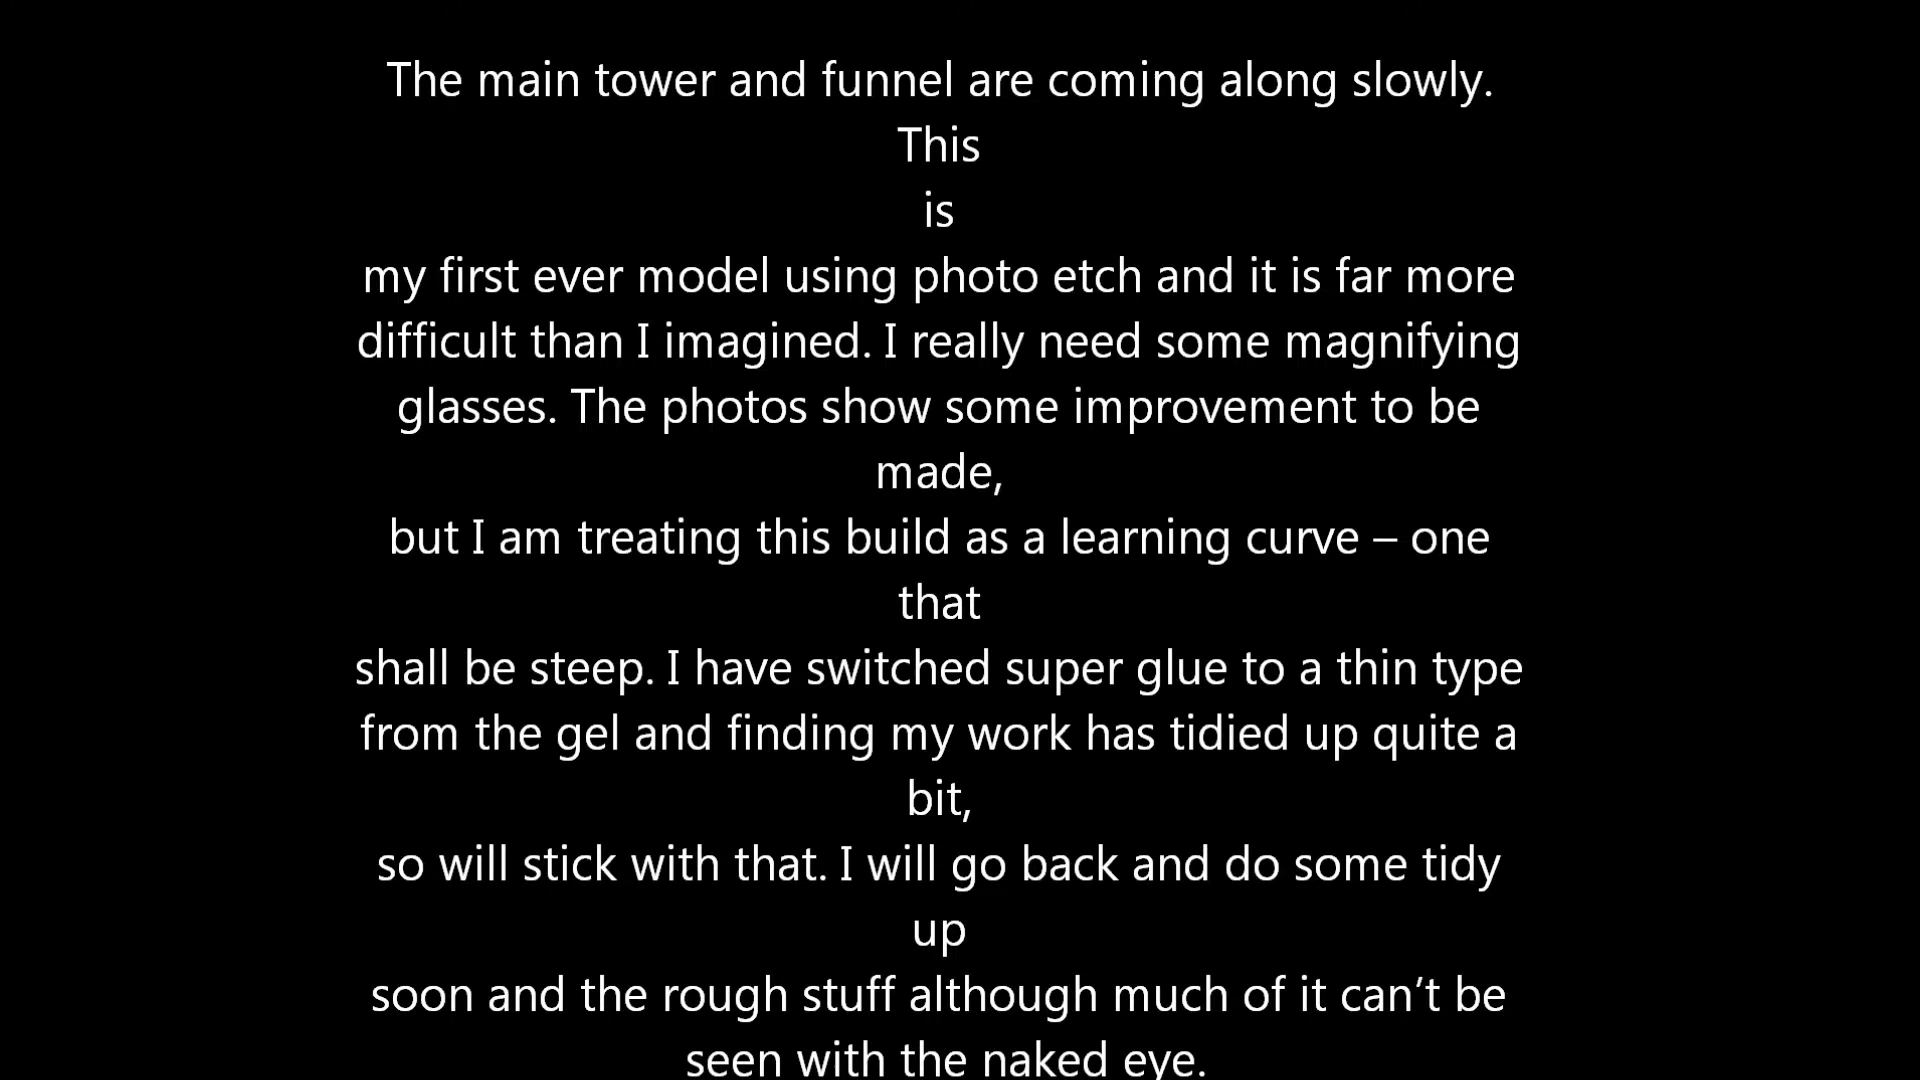 The main tower and funnel are coming along slowly.
This
is
my first ever model using photo etch and it is far more
difficult than I imagined. I really need some magnifying
glasses. The photos show some improvement to be
made,
but I am treating this build as a learning curve – one
that
shall be steep. I have switched super glue to a thin type
from the gel and finding my work has tidied up quite a
bit,
so will stick with that. I will go back and do some tidy
up
soon and the rough stuff although much of it can’t be
seen with the naked eye.